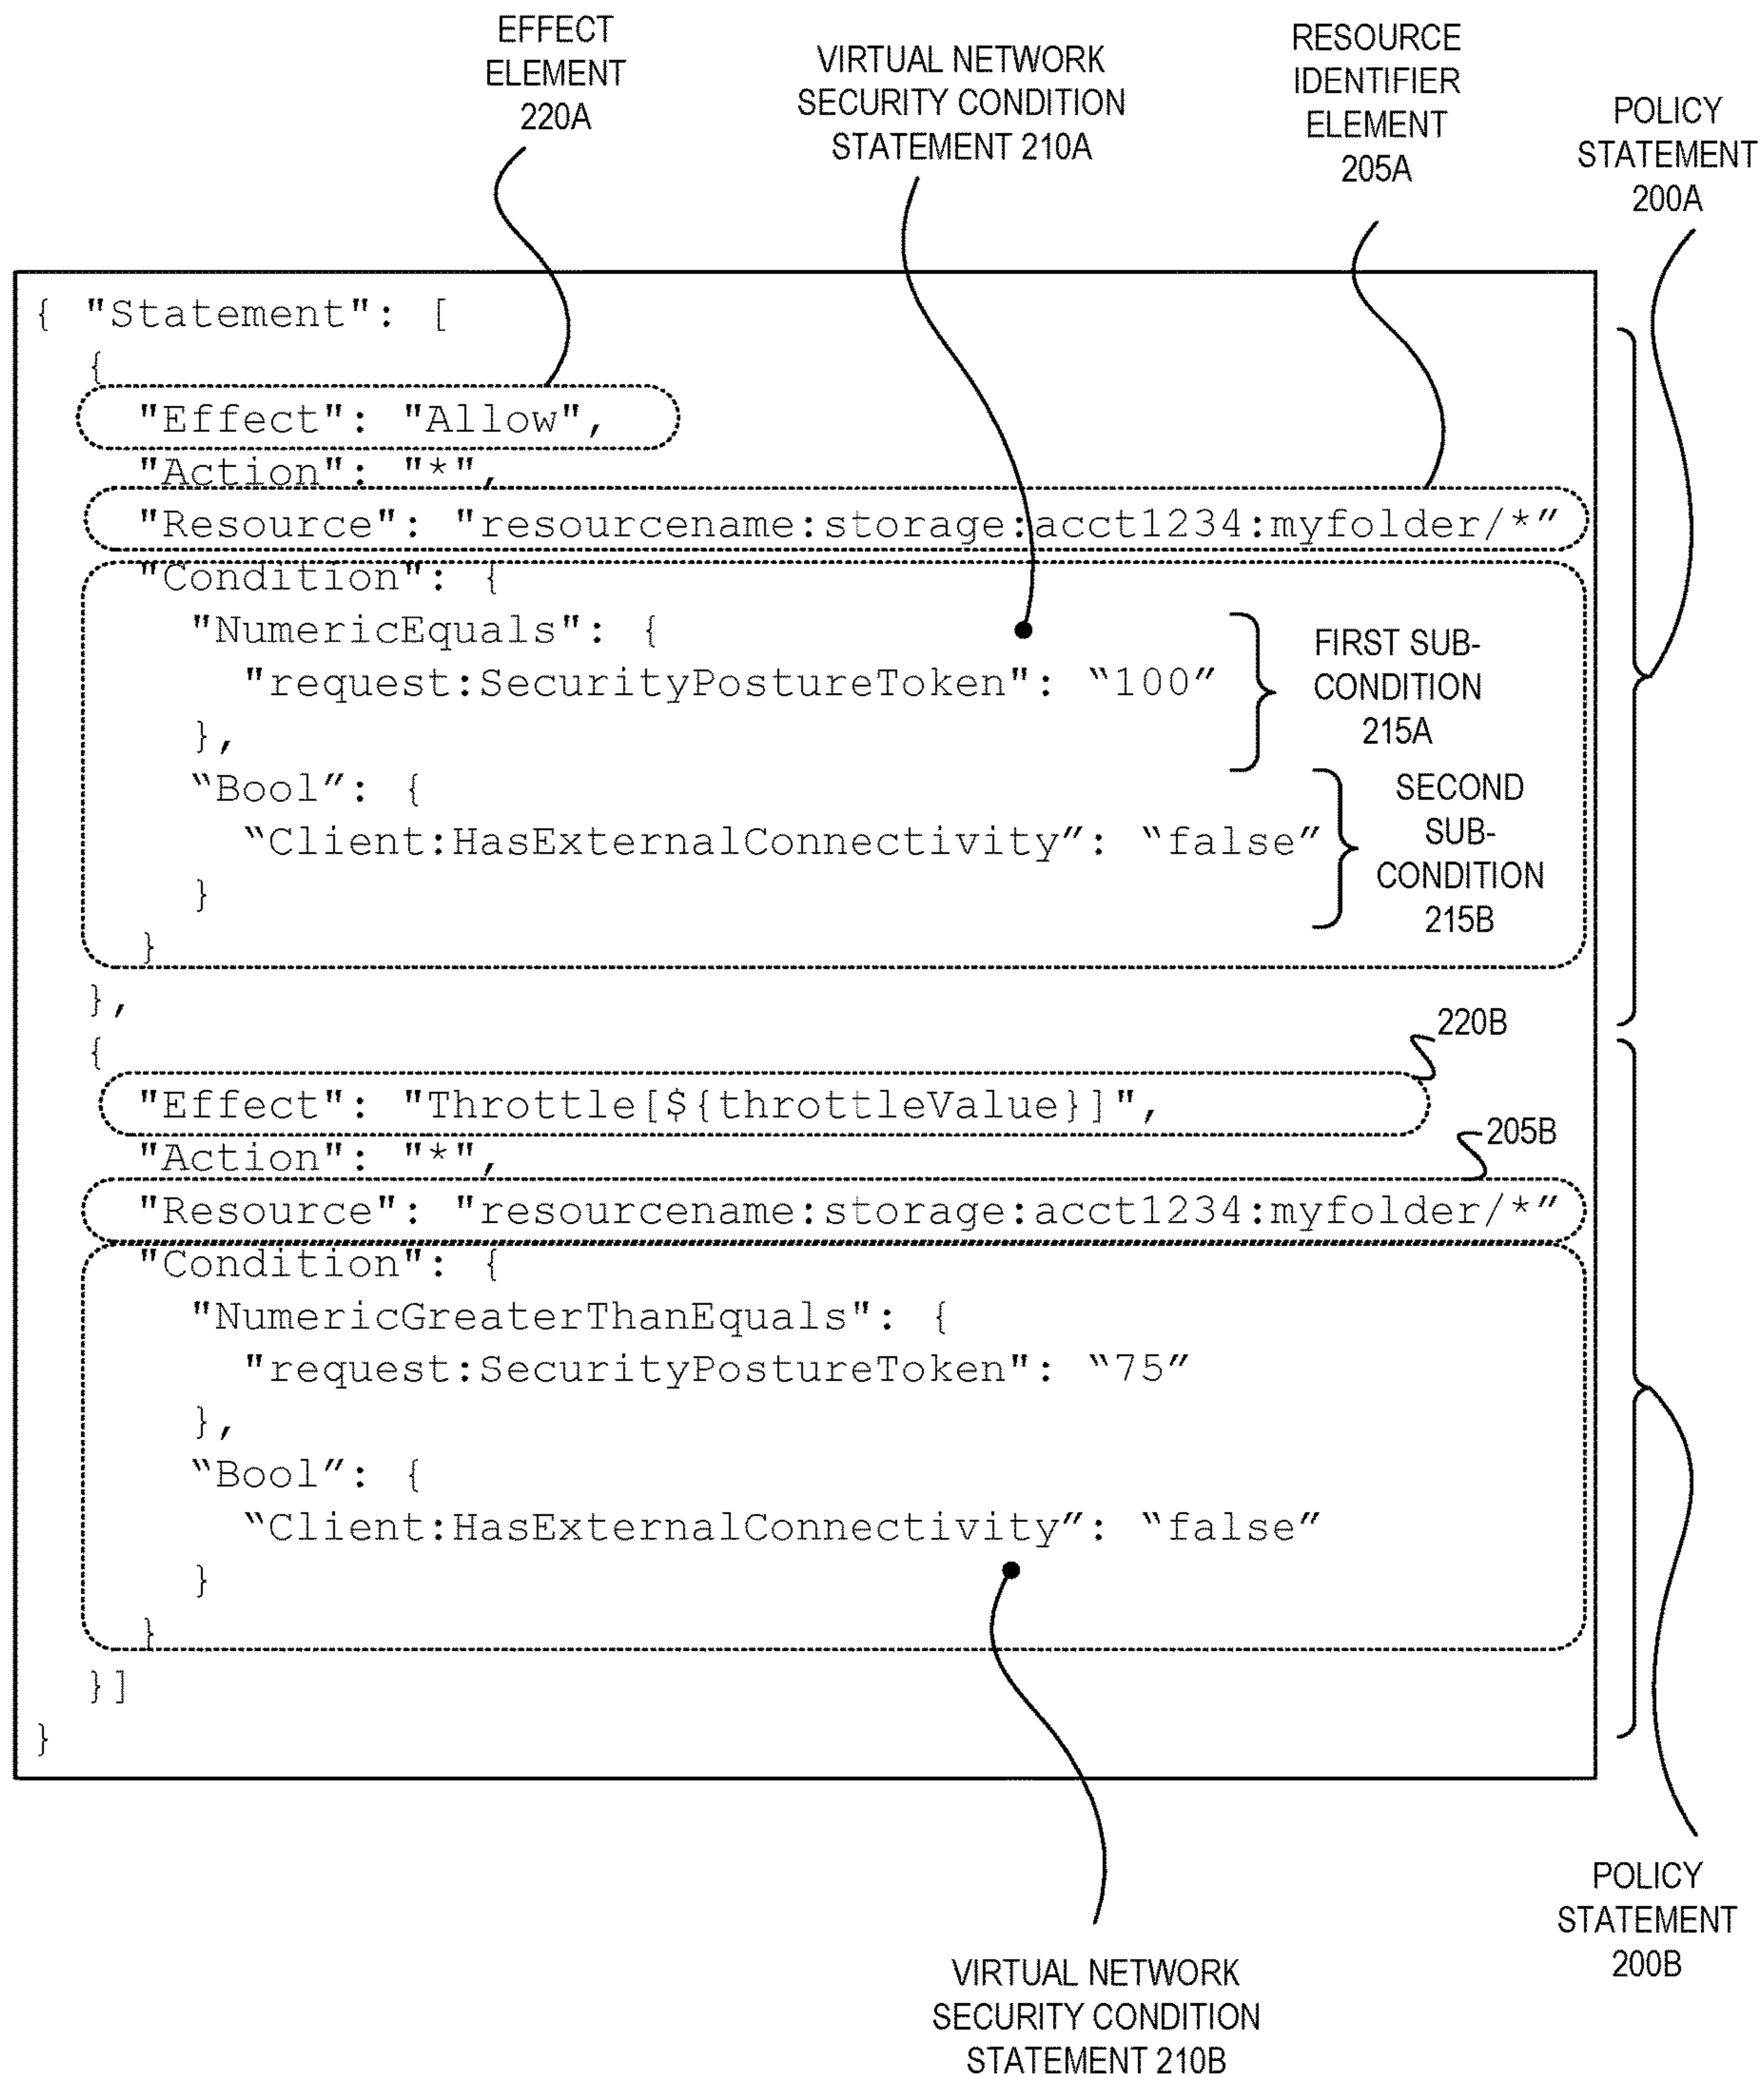 EFFECT
ELEMENT
220A
VIRTUAL NETWORK
SECURITY CONDITION
STATEMENT 210A
RESOURCE
IDENTIFIER
ELEMENT
205A
POLICY
STATEMENT
200A
{ "Statement": [
{
"Effect": "Allow",
"Action": "*",
"Resource": "resourcename:storage:acct1234:myfolder/*”
"Condition": {
"NumericEquals": {
"request:SecurityPostureToken": “100”
},
“Bool”: {
“Client:HasExternalConnectivity”: “false”
}
}
},
FIRST SUB-
CONDITION
215A
SECOND
SUB-
CONDITION
215B
{
220B
"Effect": "Throttle[${throttleValue}]",
205B
"Action": "*",
"Resource": "resourcename:storage:acct1234:myfolder/*”
"Condition": {
"NumericGreaterThanEquals": {
"request:SecurityPostureToken": “75”
},
“Bool”: {
“Client:HasExternalConnectivity”: “false”
}
}
}]
}
POLICY
STATEMENT
200B
VIRTUAL NETWORK
SECURITY CONDITION
STATEMENT 210B